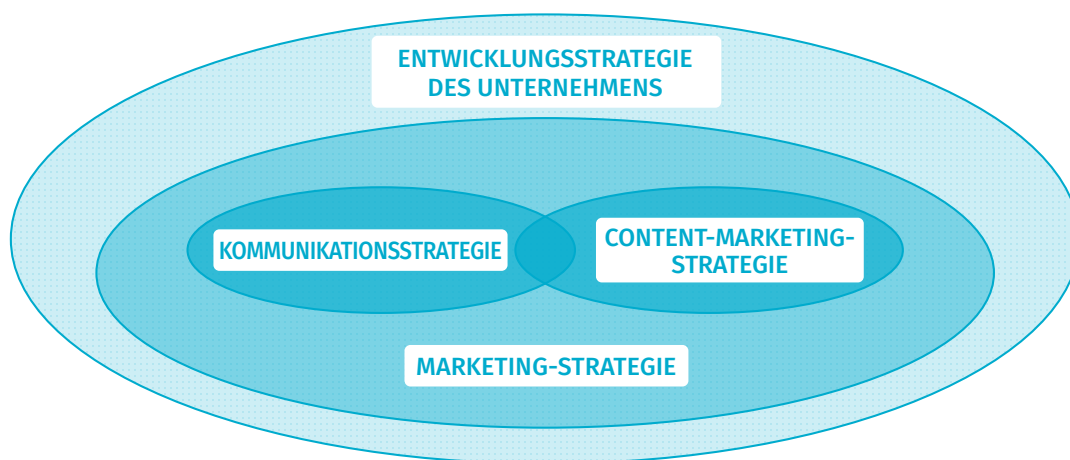 ENTWICKLUNGSSTRATEGIE
DES UNTERNEHMENS
KOMMUNIKATIONSSTRATEGIE
CONTENT-MARKETING-
STRATEGIE
MARKETING-STRATEGIE